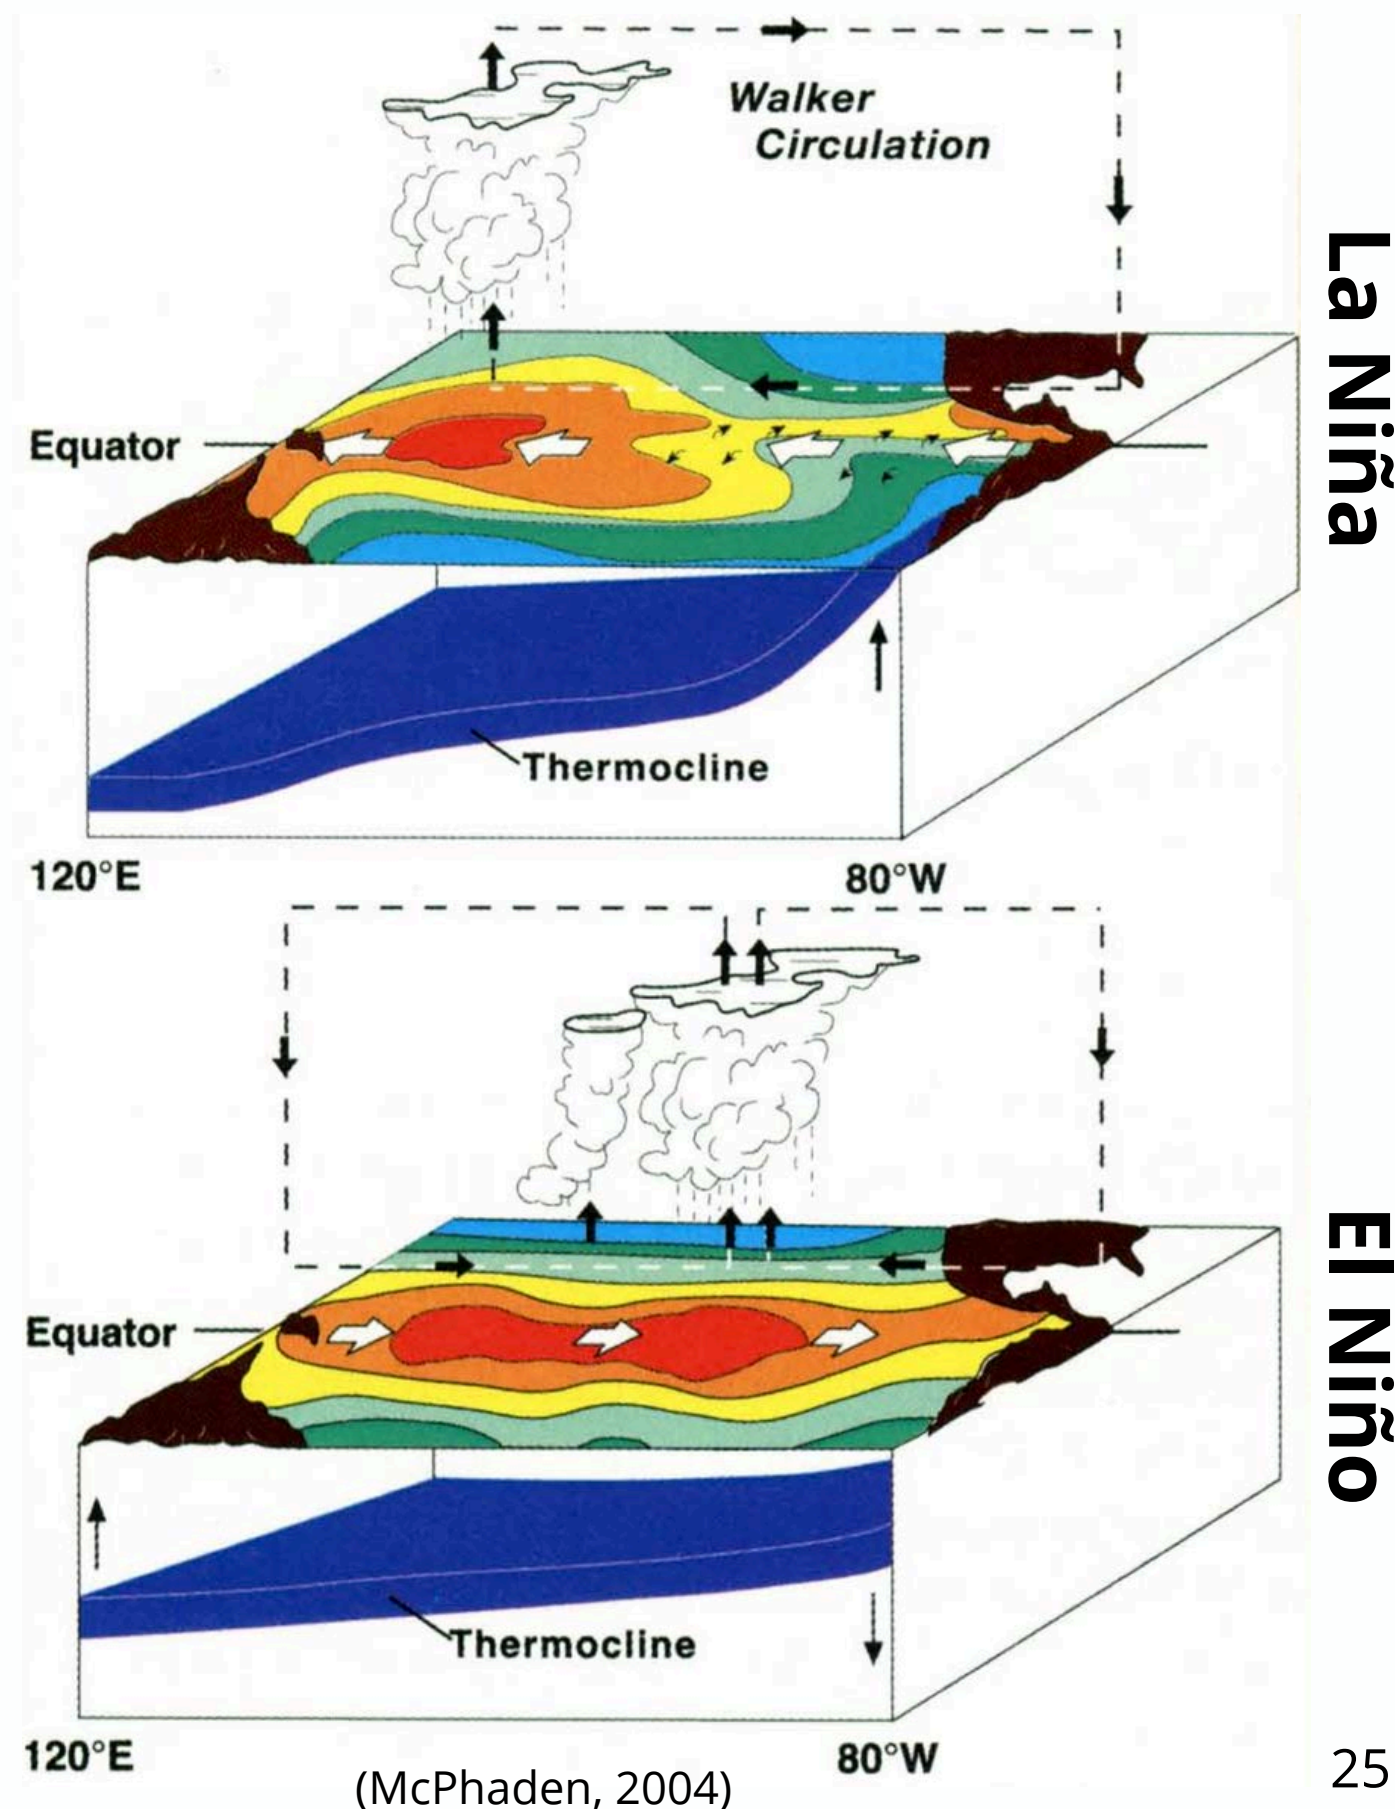 Walker
Circulation
La Niña
Equator
Thermocline
120°E
80°W
El Niño
Equator
Thermocline
120°E
80°W
(McPhaden, 2004)
25